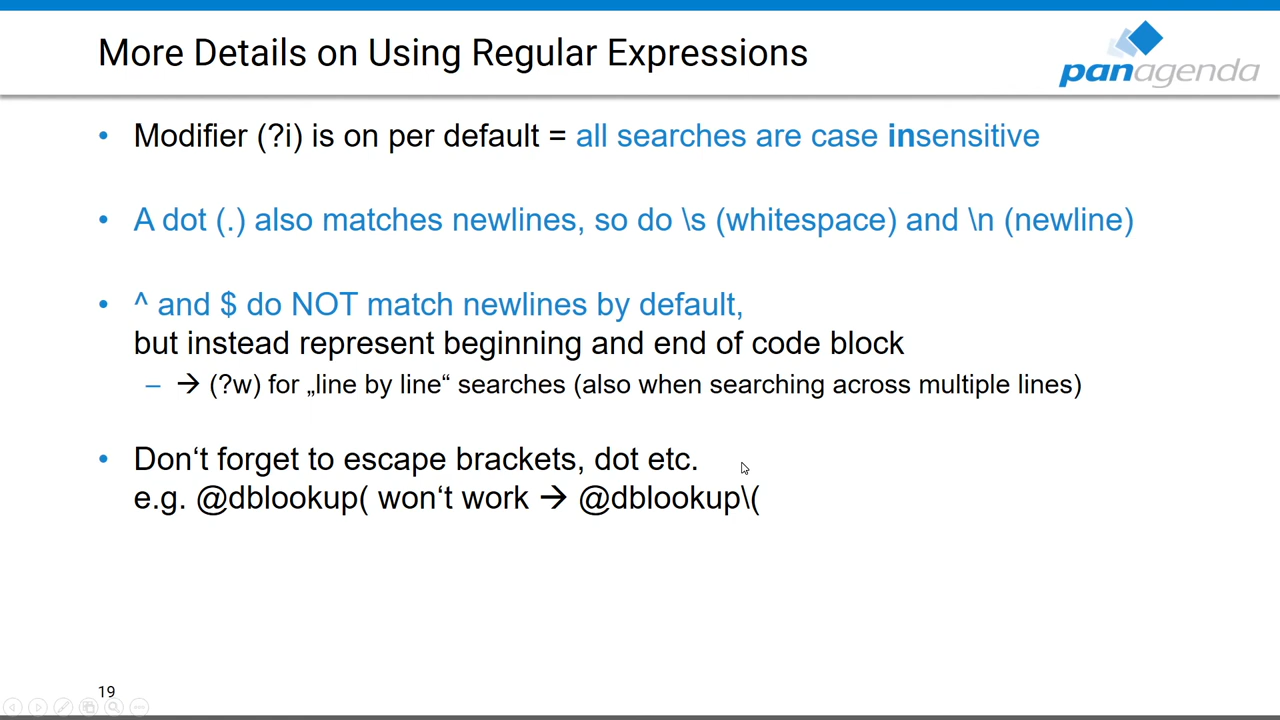 More Details on Using Regular Expressions
panagenda
• Modifier (?i) is on per default = all searches are case insensitive
• A dot (.) also matches newlines, so do \s (whitespace) and \n (newline)
• ^ and $ do NOT match newlines by default,
but instead represent beginning and end of code block
– → (?w) for „line by line“ searches (also when searching across multiple lines)
• Don‘t forget to escape brackets, dot etc.
e.g. @dblookup( won‘t work → @dblookup\(
19